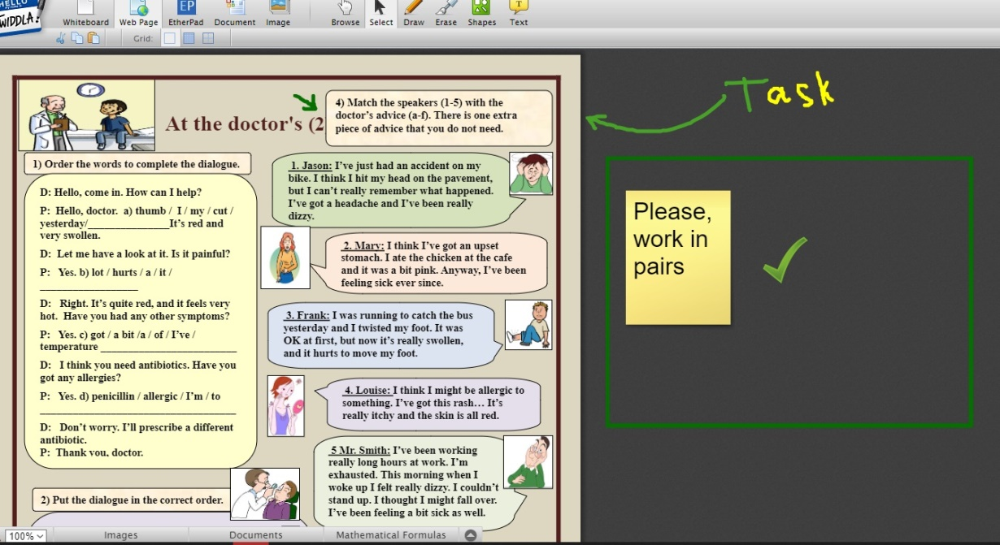 HELLO
TWIDDLA!
EP
T
Whiteboard Web Page EtherPad Document Image Browse Select Draw Erase Shapes Text
Grid:
Task
At the doctor's (2
4) Match the speakers (1-5) with the
doctor's advice (a-f). There is one extra
piece of advice that you do not need.
1) Order the words to complete the dialogue.
D: Hello, come in. How can I help?
P: Hello, doctor. a) thumb / I / my / cut /
yesterday/_______________It's red and
very swollen.
D: Let me have a look at it. Is it painful?
P: Yes. b) lot / hurts / a / it /
__________________
D: Right. It's quite red, and it feels very
hot. Have you had any other symptoms?
P: Yes. c) got / a bit /a / of / I've /
temperature _________________________
D: I think you need antibiotics. Have you
got any allergies?
P: Yes. d) penicillin / allergic / I'm / to
____________________________________
D: Don't worry. I'll prescribe a different
antibiotic.
P: Thank you, doctor.
2) Put the dialogue in the correct order.
1. Jason: I've just had an accident on my
bike. I think I hit my head on the pavement,
but I can't really remember what happened.
I've got a headache and I've been really
dizzy.
2. Mary: I think I've got an upset
stomach. I ate the chicken at the cafe
and it was a bit pink. Anyway, I've been
feeling sick ever since.
3. Frank: I was running to catch the bus
yesterday and I twisted my foot. It was
OK at first, but now it's really swollen,
and it hurts to move my foot.
4. Louise: I think I might be allergic to
something. I've got this rash… It's
really itchy and the skin is all red.
5 Mr. Smith: I've been working
really long hours at work. I'm
exhausted. This morning when I
woke up I felt really dizzy. I couldn't
stand up. I thought I might fall over.
I've been feeling a bit sick as well.
Please,
work in
pairs
100% Images Documents Mathematical Formulas